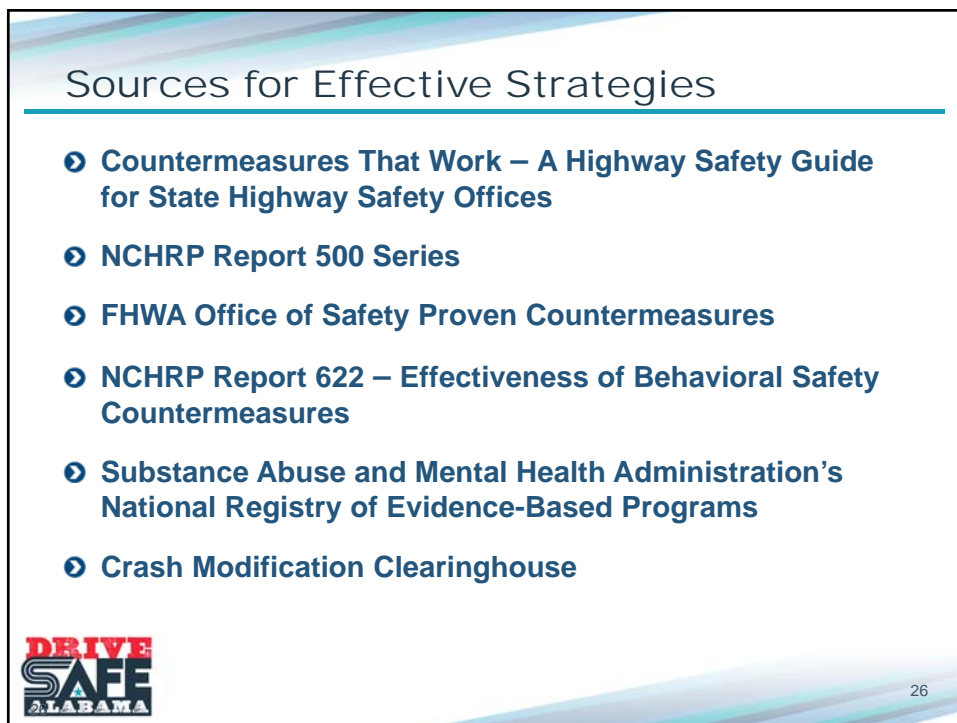 Sources for Effective Strategies
Countermeasures That Work – A Highway Safety Guide
for State Highway Safety Offices
NCHRP Report 500 Series
FHWA Office of Safety Proven Countermeasures
NCHRP Report 622 – Effectiveness of Behavioral Safety
Countermeasures
Substance Abuse and Mental Health Administration’s
National Registry of Evidence-Based Programs
Crash Modification Clearinghouse
DRIVE
SAFE
ALABAMA
26